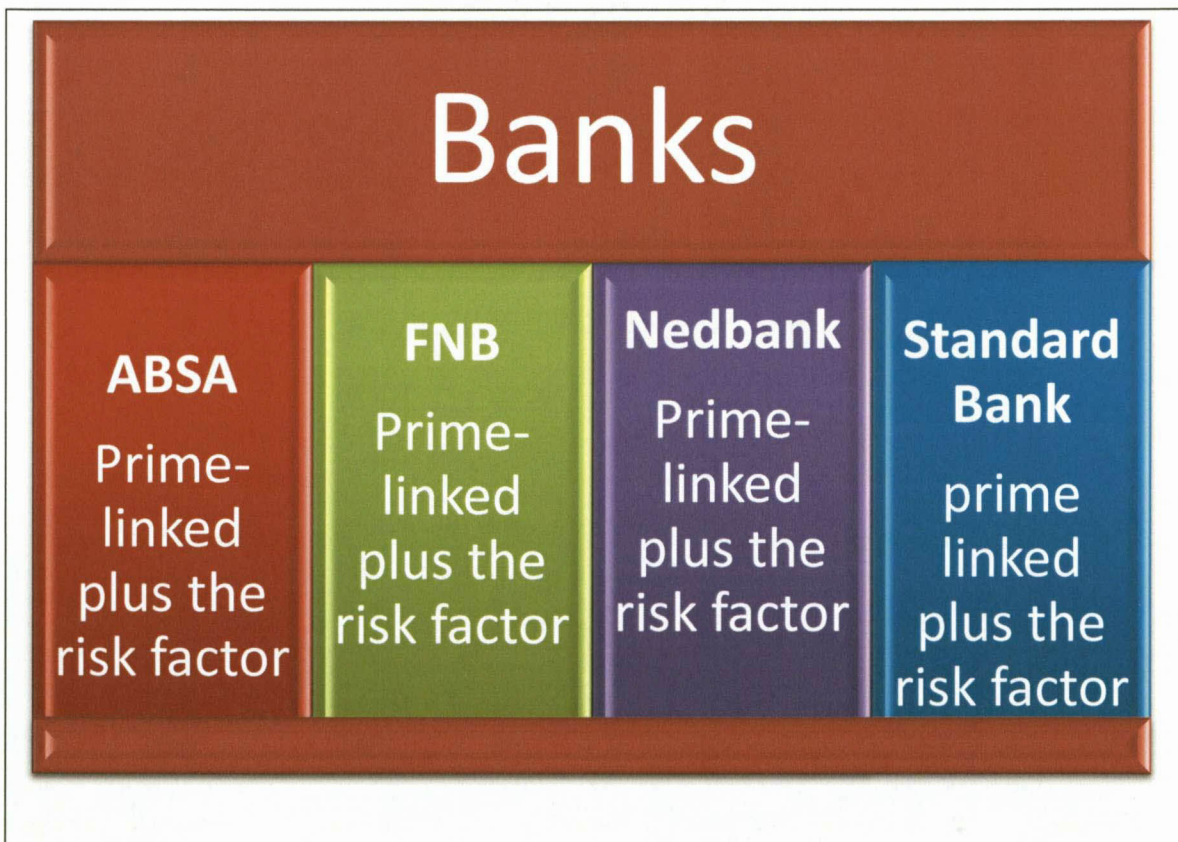 Banks
ABSA
Prime-
linked
plus the
risk factor
FNB
Prime-
linked
plus the
risk factor
Nedbank
Prime-
linked
plus the
risk factor
Standard
Bank
prime
linked
plus the
risk factor